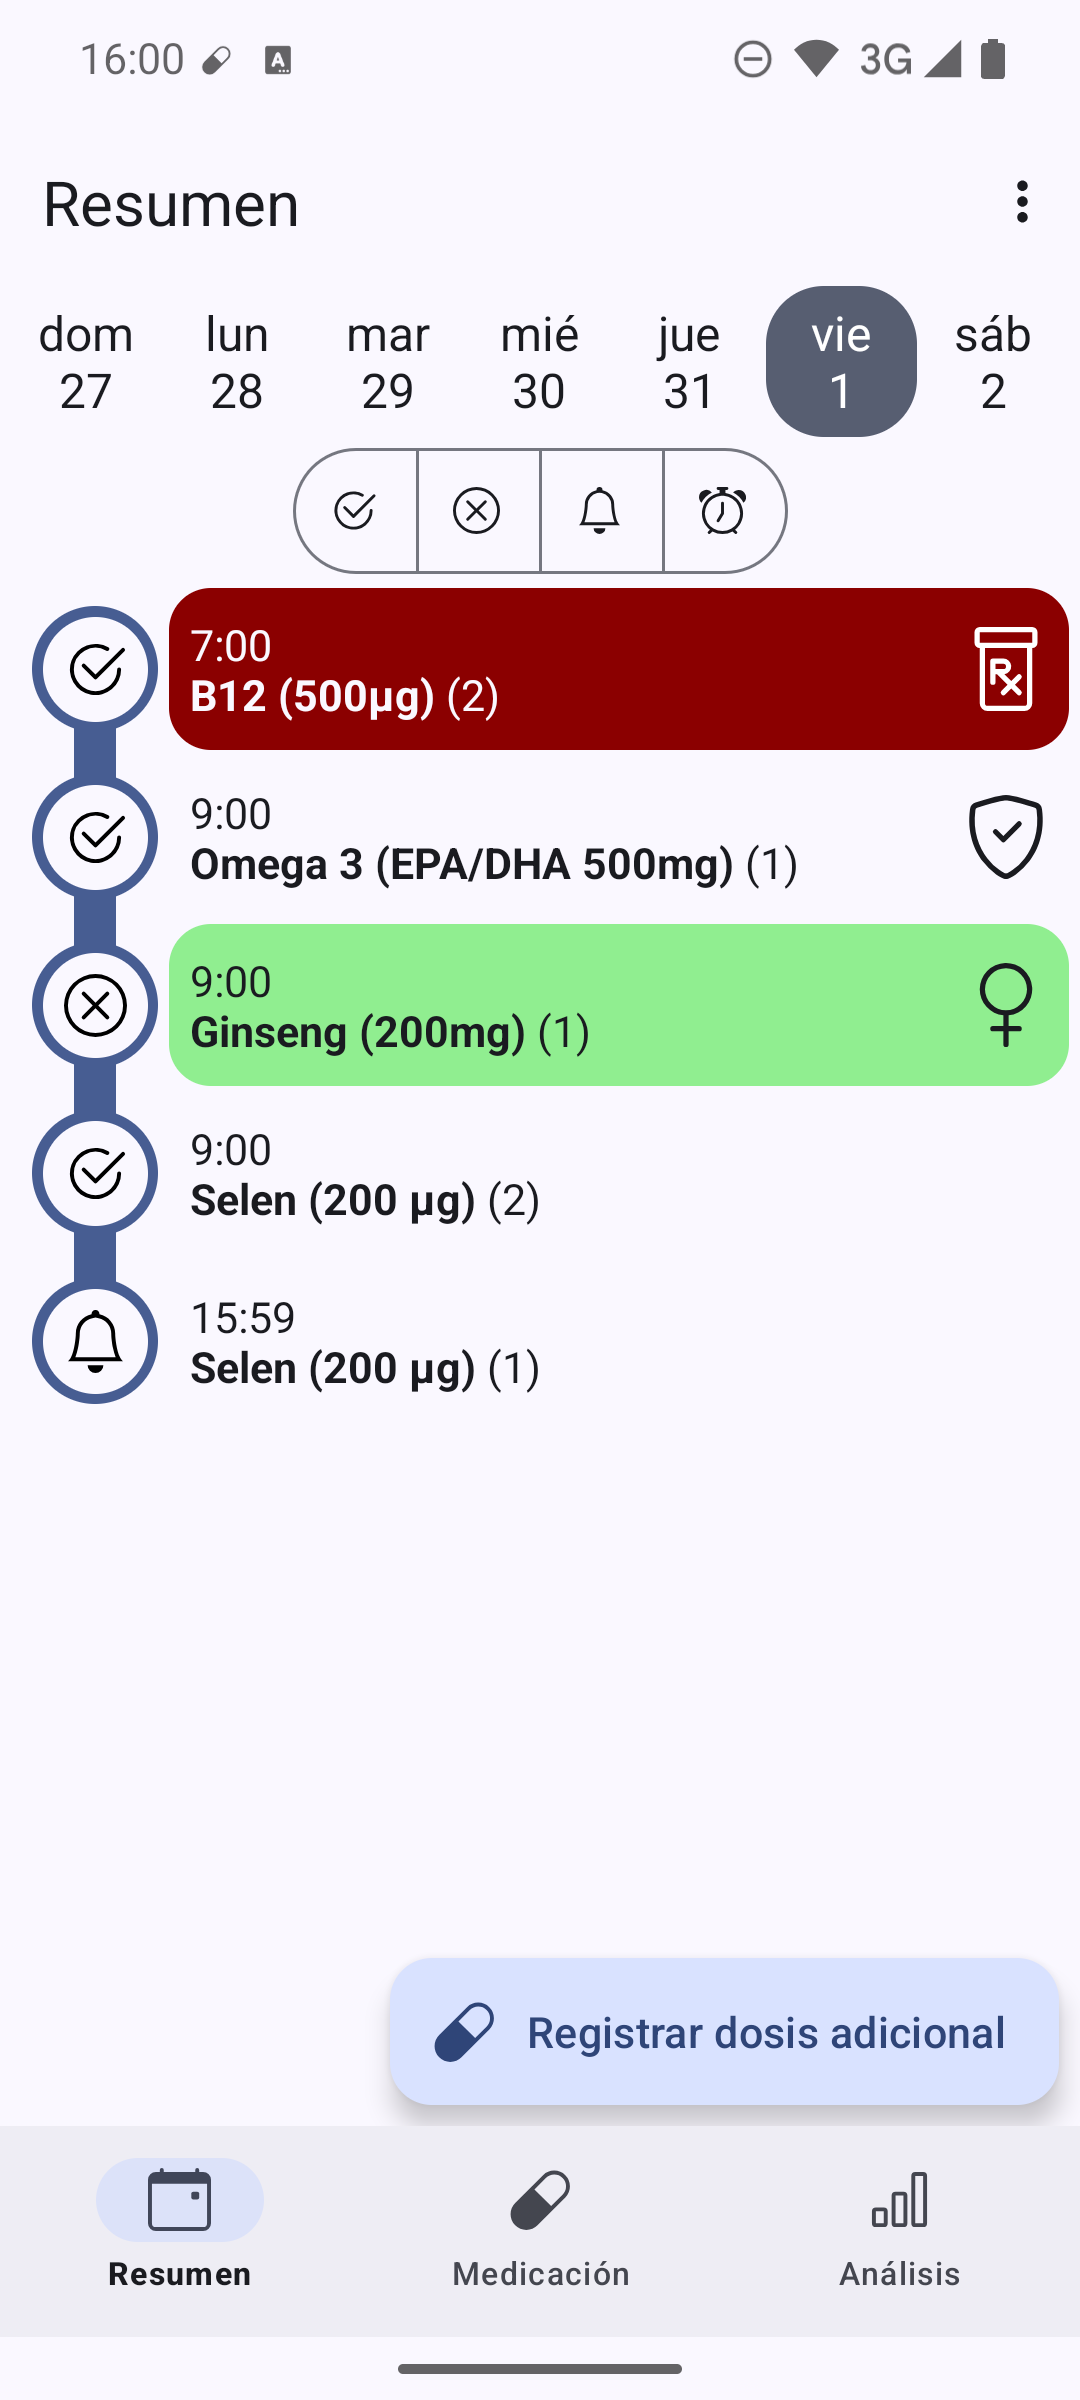 16:00
3G
Resumen
dom lun mar mié jue vie sáb
27 28 29 30 31 1 2
7:00
B12 (500µg) (2)
9:00
Omega 3 (EPA/DHA 500mg) (1)
9:00
Ginseng (200mg) (1)
9:00
Selen (200 µg) (2)
15:59
Selen (200 µg) (1)
Registrar dosis adicional
Resumen Medicación Análisis